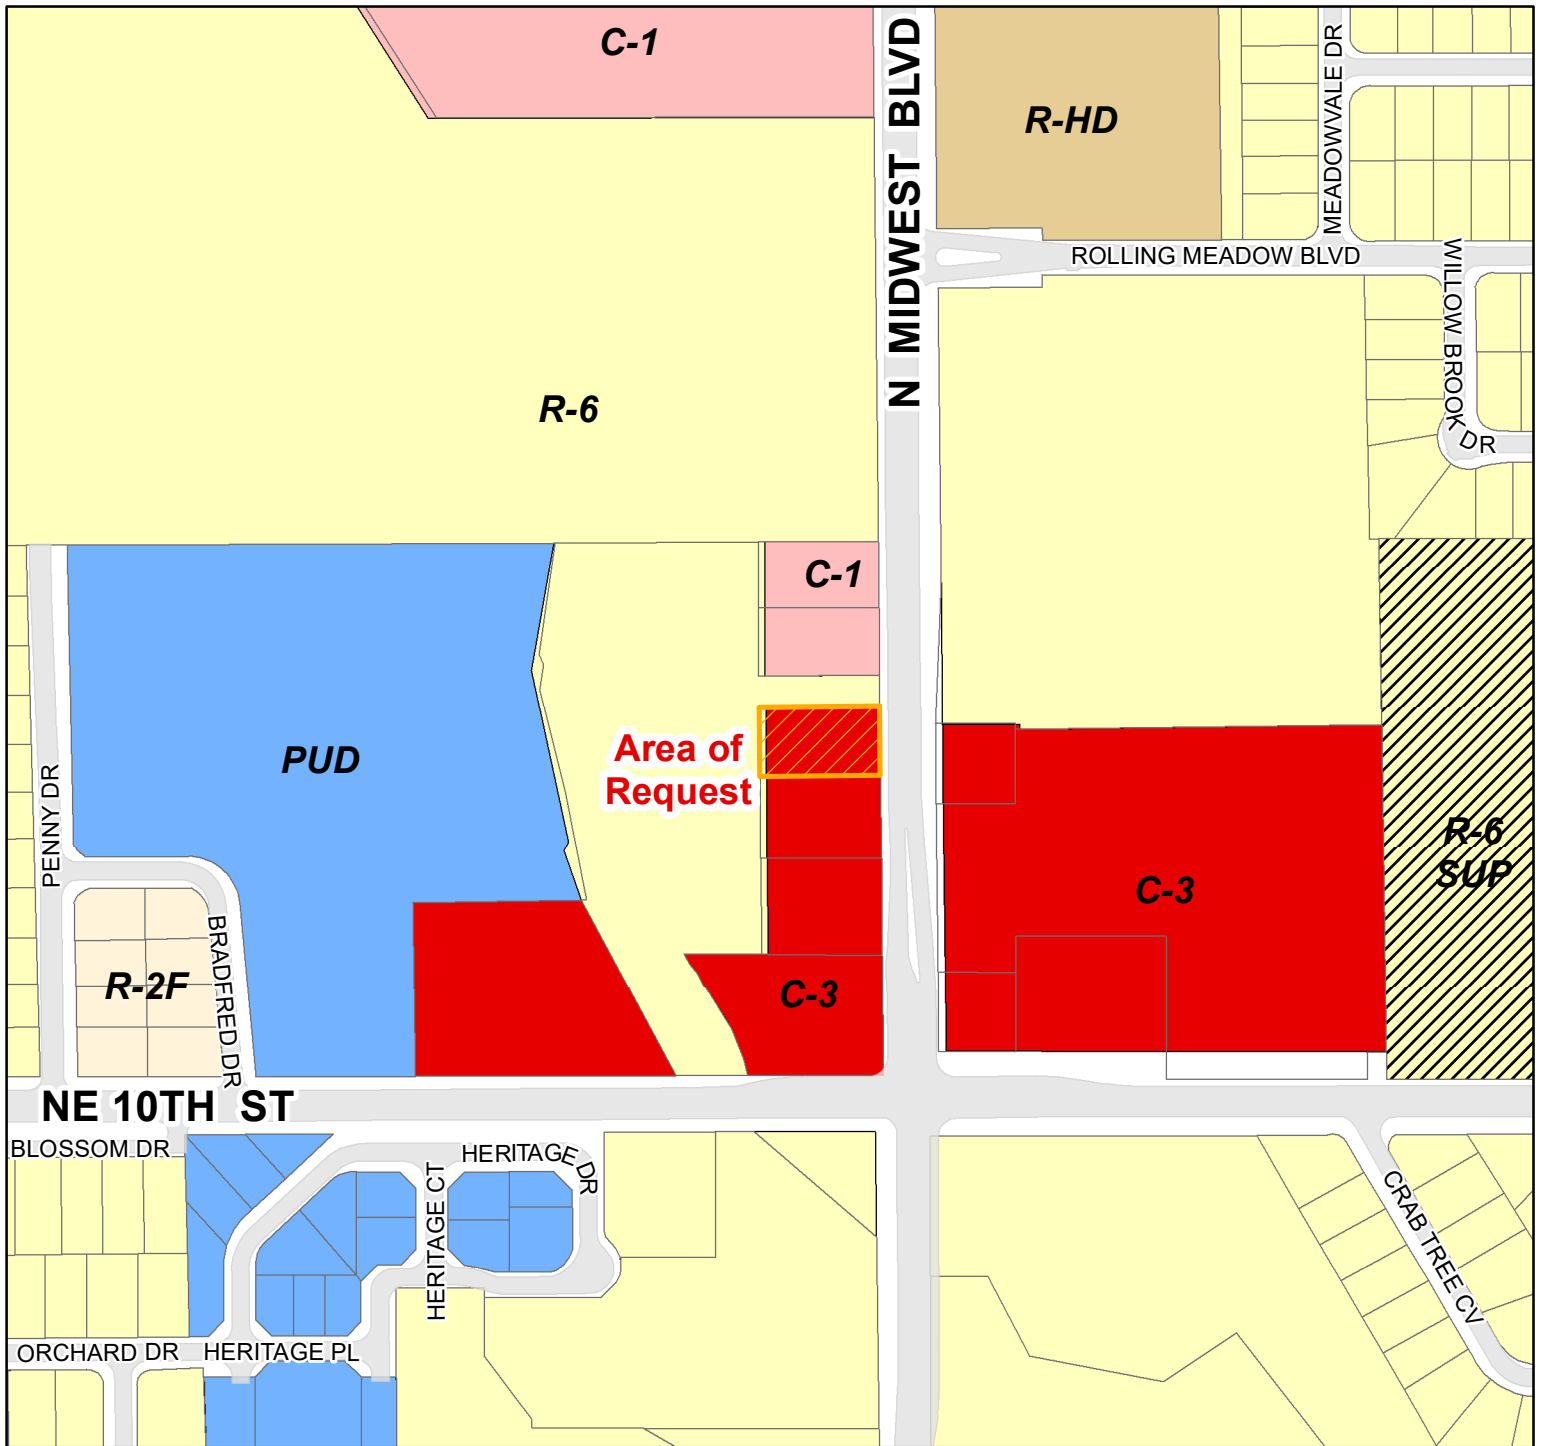 C-1
N MIDWEST BLVD
R-HD
MEADOWVALE DR
ROLLING MEADOW BLVD
WILLOW BROOK DR
R-6
C-1
Area of
Request
PUD
PENNY DR
R-6
SUP
C-3
BRADFRED DR
R-2F
C-3
NE 10TH ST
BLOSSOM DR
HERITAGE DR
HERITAGE CT
CRAB TREE CV
ORCHARD DR
HERITAGE PL